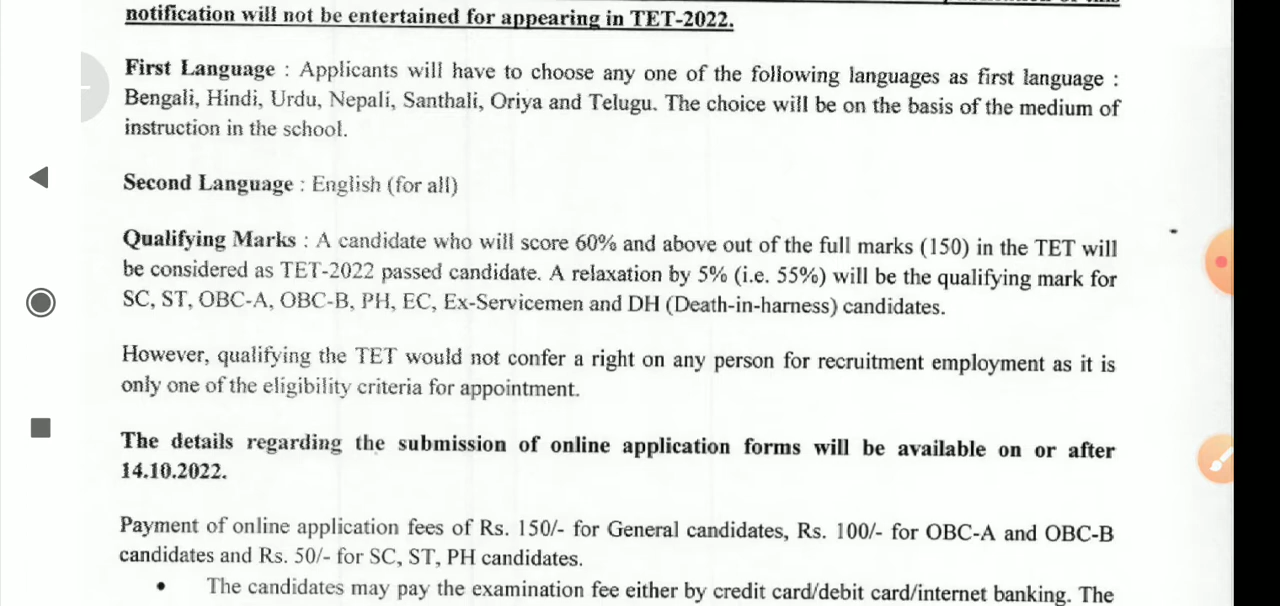 notification will not be entertained for appearing in TET-2022.
First Language : Applicants will have to choose any one of the following languages as first language :
Bengali, Hindi, Urdu, Nepali, Santhali, Oriya and Telugu. The choice will be on the basis of the medium of
instruction in the school.
Second Language : English (for all)
Qualifying Marks : A candidate who will score 60% and above out of the full marks (150) in the TET will
be considered as TET-2022 passed candidate. A relaxation by 5% (i.e. 55%) will be the qualifying mark for
SC, ST, OBC-A, OBC-B, PH, EC, Ex-Servicemen and DH (Death-in-harness) candidates.
However, qualifying the TET would not confer a right on any person for recruitment employment as it is
only one of the eligibility criteria for appointment.
The details regarding the submission of online application forms will be available on or after
14.10.2022.
Payment of online application fees of Rs. 150/- for General candidates, Rs. 100/- for OBC-A and OBC-B
candidates and Rs. 50/- for SC, ST, PH candidates.
• The candidates may pay the examination fee either by credit card/debit card/internet banking. The